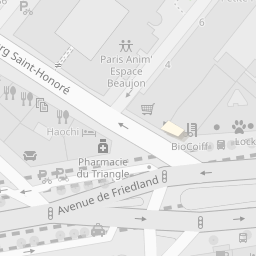 rg Saint-Honoré
Paris Anim'
Espace
Beaujon
4
6
Haochi
BioCoiff
Lock
Pharmacie
du Triangle
Avenue de Friedland